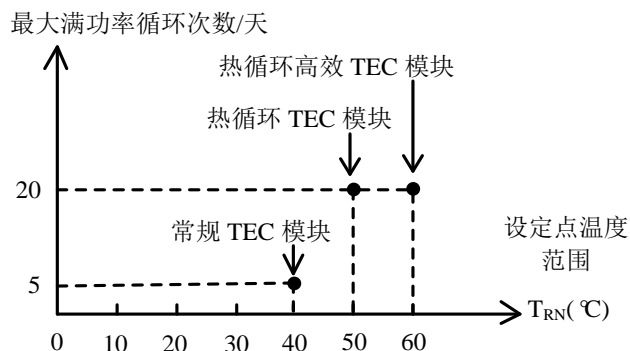 最大满功率循环次数/天
热循环高效 TEC 模块
热循环 TEC 模块
20
常规 TEC 模块
设定点温度
范围
5
T_RN(℃)
0 10 20 30 40 50 60